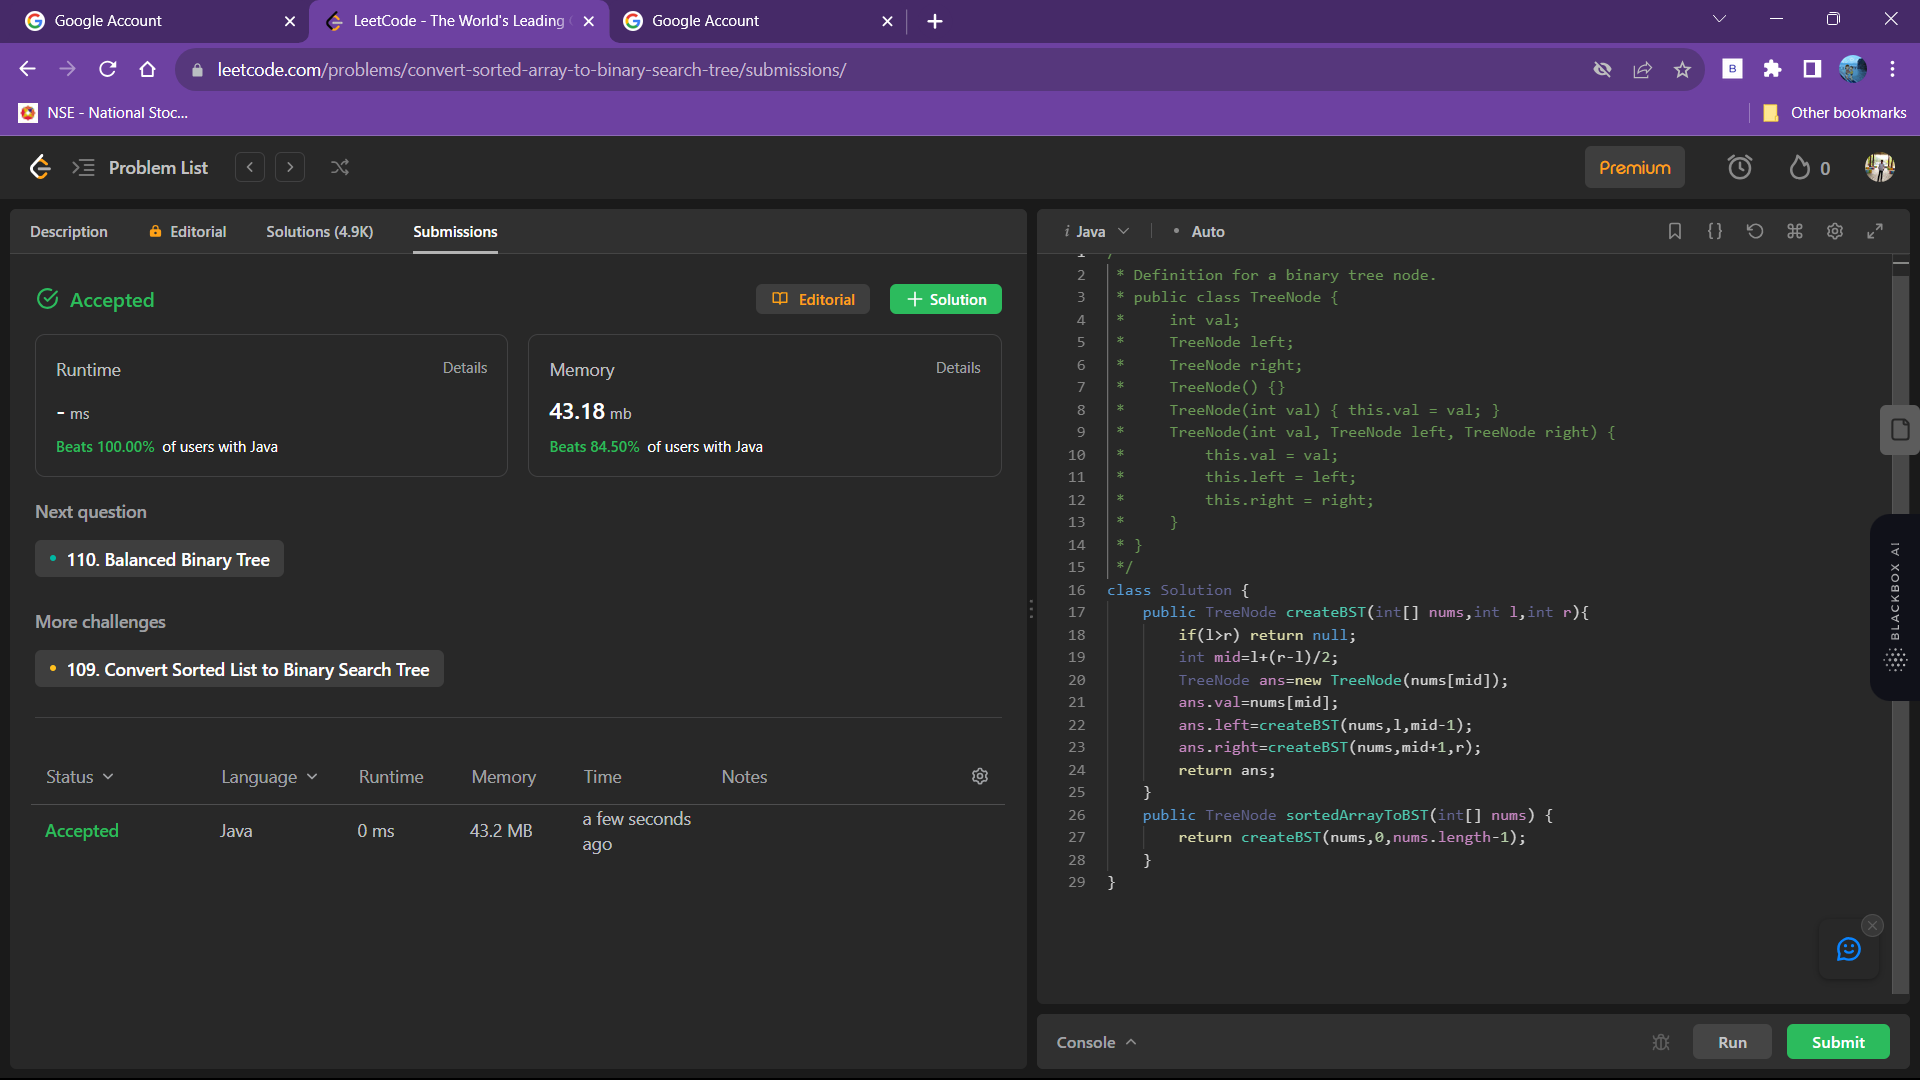 Google Account
LeetCode - The World's Leading
Google Account
leetcode.com/problems/convert-sorted-array-to-binary-search-tree/submissions/
B
NSE - National Stoc...
Other bookmarks
Problem List
Premium
0
Description
Editorial
Solutions (4.9K)
Submissions
Accepted
Editorial
Solution
Runtime
Details
- ms
Beats 100.00% of users with Java
Memory
Details
43.18 mb
Beats 84.50% of users with Java
Next question
110. Balanced Binary Tree
More challenges
109. Convert Sorted List to Binary Search Tree
Status Language Runtime Memory Time Notes
Accepted Java 0 ms 43.2 MB a few seconds
ago
i Java • Auto
1 /
2 * Definition for a binary tree node.
3 * public class TreeNode {
4 *     int val;
5 *     TreeNode left;
6 *     TreeNode right;
7 *     TreeNode() {}
8 *     TreeNode(int val) { this.val = val; }
9 *     TreeNode(int val, TreeNode left, TreeNode right) {
10 *         this.val = val;
11 *         this.left = left;
12 *         this.right = right;
13 *     }
14 * }
15 */
16 class Solution {
17     public TreeNode createBST(int[] nums,int l,int r){
18         if(l>r) return null;
19         int mid=l+(r-l)/2;
20         TreeNode ans=new TreeNode(nums[mid]);
21         ans.val=nums[mid];
22         ans.left=createBST(nums,l,mid-1);
23         ans.right=createBST(nums,mid+1,r);
24         return ans;
25     }
26     public TreeNode sortedArrayToBST(int[] nums) {
27         return createBST(nums,0,nums.length-1);
28     }
29 }
BLACKBOX AI
Console
Run
Submit